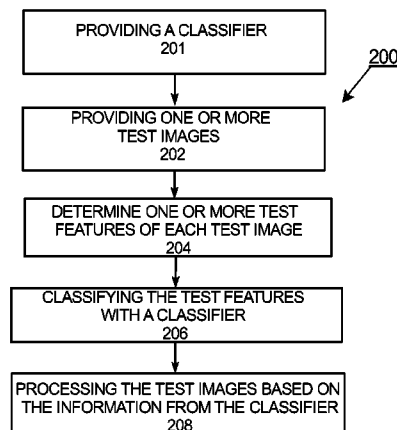 PROVIDING A CLASSIFIER
201
200
PROVIDING ONE OR MORE
TEST IMAGES
202
DETERMINE ONE OR MORE TEST
FEATURES OF EACH TEST IMAGE
204
CLASSIFYING THE TEST FEATURES
WITH A CLASSIFIER
206
PROCESSING THE TEST IMAGES BASED ON
THE INFORMATION FROM THE CLASSIFIER
208